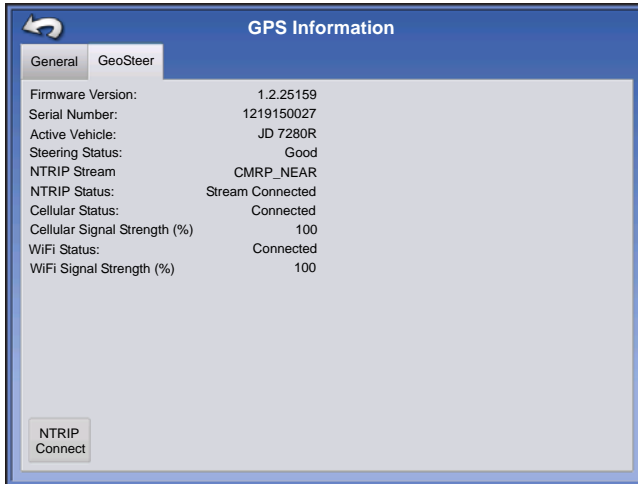 GPS Information
General GeoSteer
Firmware Version: 1.2.25159
Serial Number: 1219150027
Active Vehicle: JD 7280R
Steering Status: Good
NTRIP Stream CMRP_NEAR
NTRIP Status: Stream Connected
Cellular Status: Connected
Cellular Signal Strength (%) 100
WiFi Status: Connected
WiFi Signal Strength (%) 100
NTRIP
Connect